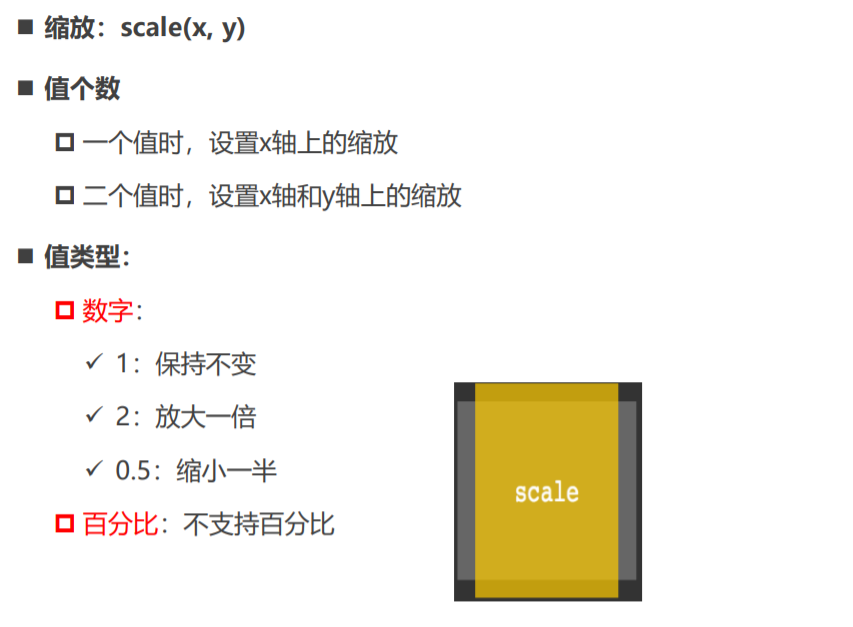 缩放：scale(x, y)
值个数
一个值时，设置x轴上的缩放
二个值时，设置x轴和y轴上的缩放
值类型：
数字：
1：保持不变
2：放大一倍
0.5：缩小一半
百分比：不支持百分比
scale